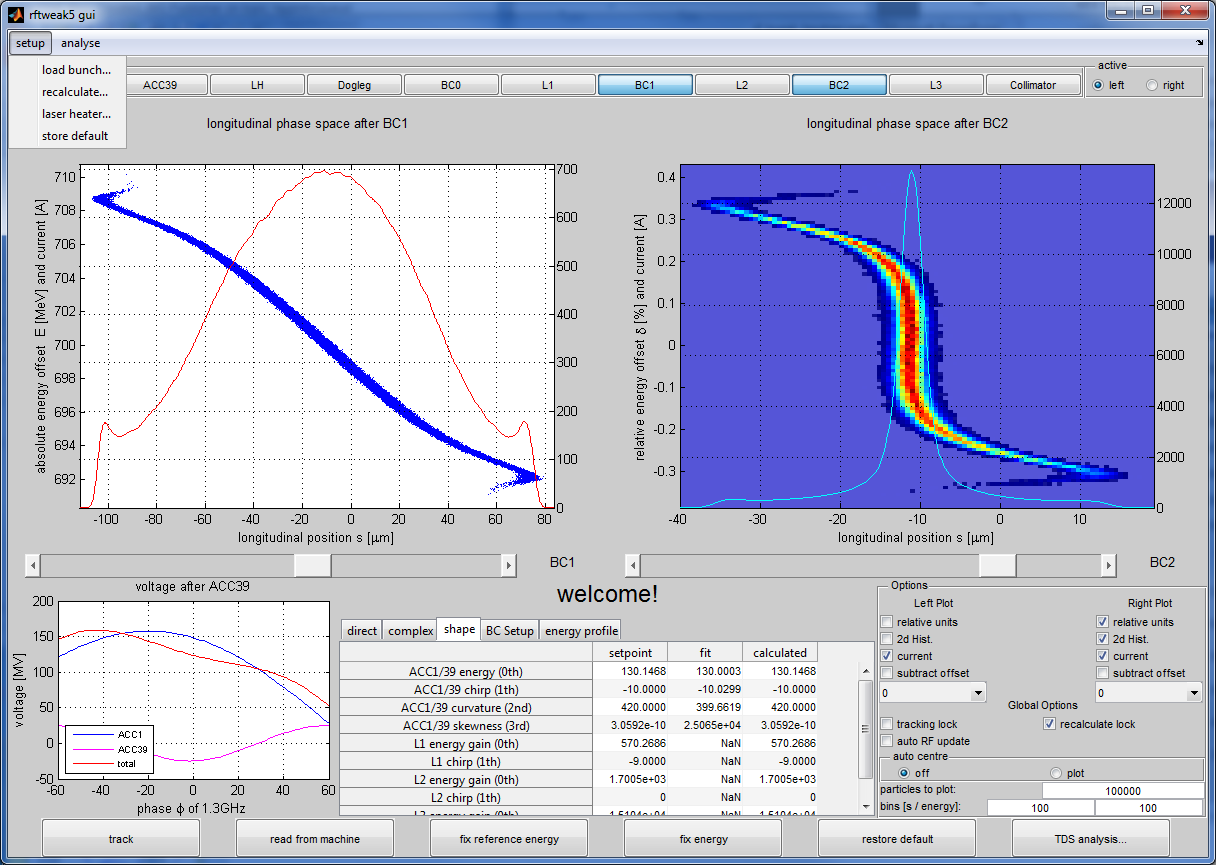 rftweak5 gui
setup analyse
load bunch...
recalculate...
laser heater...
store default
ACC39 LH Dogleg BC0 L1 BC1 L2 BC2 L3 Collimator
active
left right
longitudinal phase space after BC1
longitudinal phase space after BC2
absolute energy offset E [MeV] and current [A]
710
708
706
704
702
700
698
696
694
692
700
600
500
400
300
200
100
0
-100 -80 -60 -40 -20 0 20 40 60 80
longitudinal position s [µm]
relative energy offset δ [%] and current [A]
0.4
0.3
0.2
0.1
0
-0.1
-0.2
-0.3
12000
10000
8000
6000
4000
2000
0
-40 -30 -20 -10 0 10
longitudinal position s [µm]
BC1
BC2
voltage after ACC39
voltage [MV]
200
150
100
50
0
-50
ACC1
ACC39
total
-60 -40 -20 0 20 40 60
phase ϕ of 1.3GHz
welcome!
direct complex shape BC Setup energy profile
setpoint fit calculated
ACC1/39 energy (0th) 130.1468 130.0003 130.1468
ACC1/39 chirp (1th) -10.0000 -10.0299 -10.0000
ACC1/39 curvature (2nd) 420.0000 399.6619 420.0000
ACC1/39 skewness (3rd) 3.0592e-10 2.5065e+04 3.0592e-10
L1 energy gain (0th) 570.2686 NaN 570.2686
L1 chirp (1th) -9.0000 NaN -9.0000
L2 energy gain (0th) 1.7005e+03 NaN 1.7005e+03
L2 chirp (1th) 0 NaN 0
Options
Left Plot Right Plot
relative units relative units
2d Hist. 2d Hist.
current current
subtract offset subtract offset
0 0
Global Options
tracking lock recalculate lock
auto RF update
auto centre
off plot
particles to plot: 100000
bins [s / energy]: 100 100
track read from machine fix reference energy fix energy restore default TDS analysis...